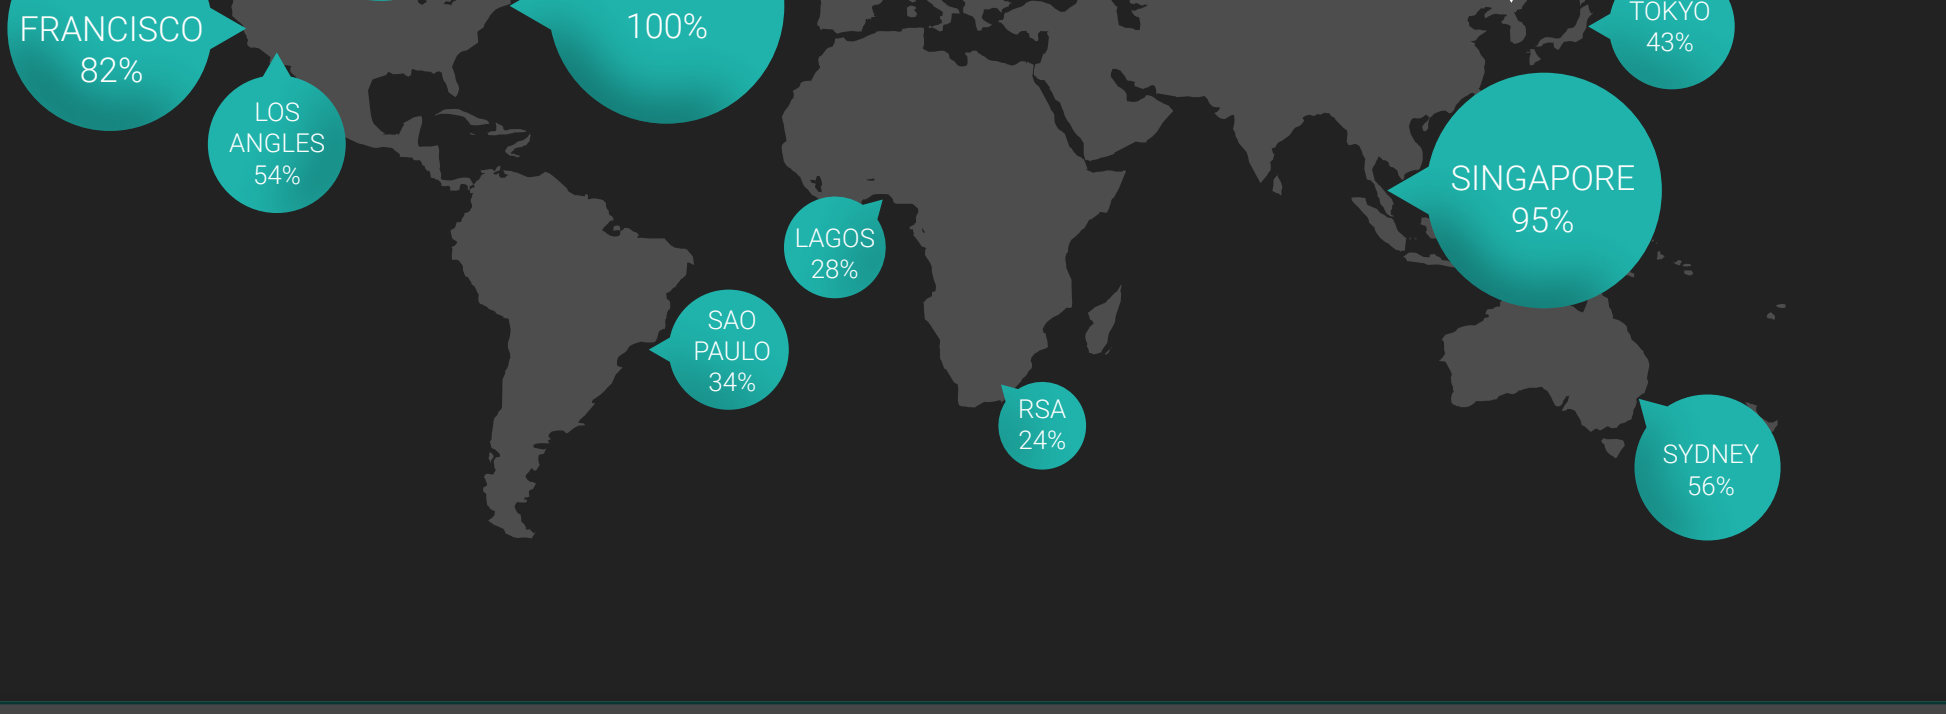 FRANCISCO
82%
100%
TOKYO
43%
LOS
ANGLES
54%
SINGAPORE
95%
LAGOS
28%
SAO
PAULO
34%
RSA
24%
SYDNEY
56%